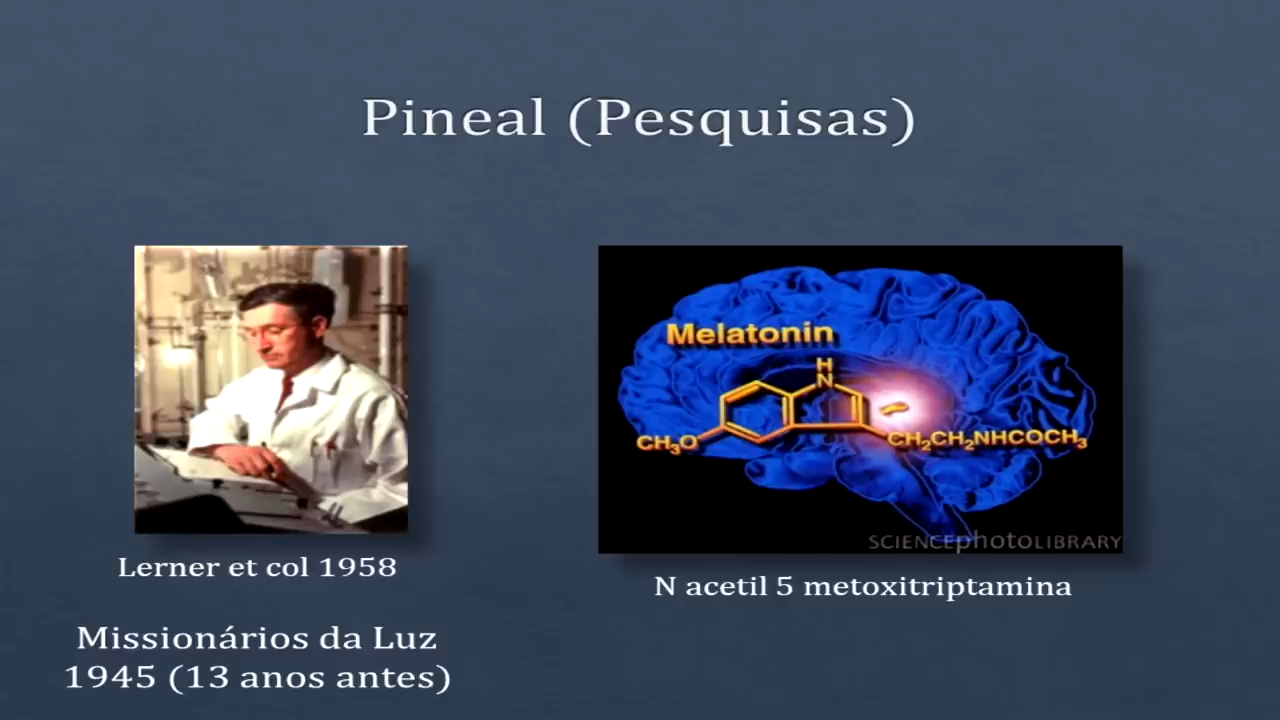 Pineal (Pesquisas)
Lerner et col 1958
Missionários da Luz
1945 (13 anos antes)
Melatonin
H
N
CH₃O
CH₂CH₂NHCOCH₃
SCIENCEphotoLIBRARY
N acetil 5 metoxitriptamina